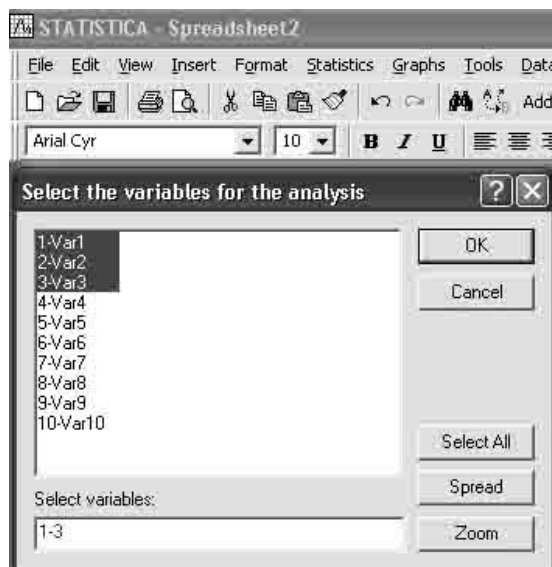 STATISTICA - Spreadsheet2
File Edit View Insert Format Statistics Graphs Tools Data
Add
Arial Cyr 10 B I U
Select the variables for the analysis ? X
1-Var1
2-Var2
3-Var3
4-Var4
5-Var5
6-Var6
7-Var7
8-Var8
9-Var9
10-Var10
OK
Cancel
Select All
Spread
Select variables:
1-3
Zoom